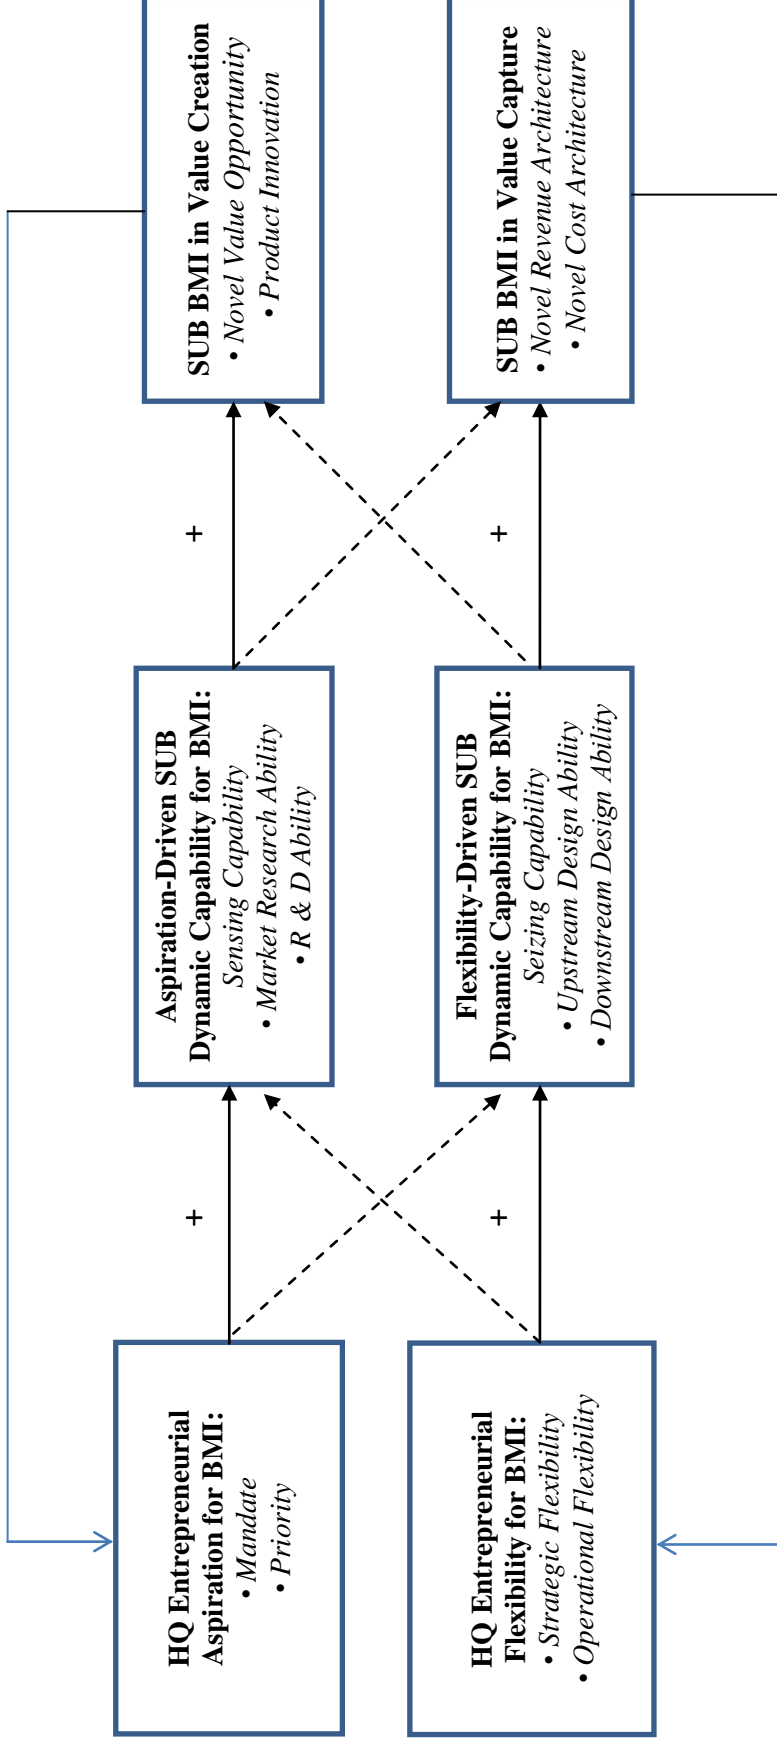 HQ Entrepreneurial
Aspiration for BMI:
• Mandate
• Priority
+
Aspiration-Driven SUB
Dynamic Capability for BMI:
Sensing Capability
• Market Research Ability
• R & D Ability
+
SUB BMI in Value Creation
• Novel Value Opportunity
• Product Innovation
HQ Entrepreneurial
Flexibility for BMI:
• Strategic Flexibility
• Operational Flexibility
+
Flexibility-Driven SUB
Dynamic Capability for BMI:
Seizing Capability
• Upstream Design Ability
• Downstream Design Ability
+
SUB BMI in Value Capture
• Novel Revenue Architecture
• Novel Cost Architecture